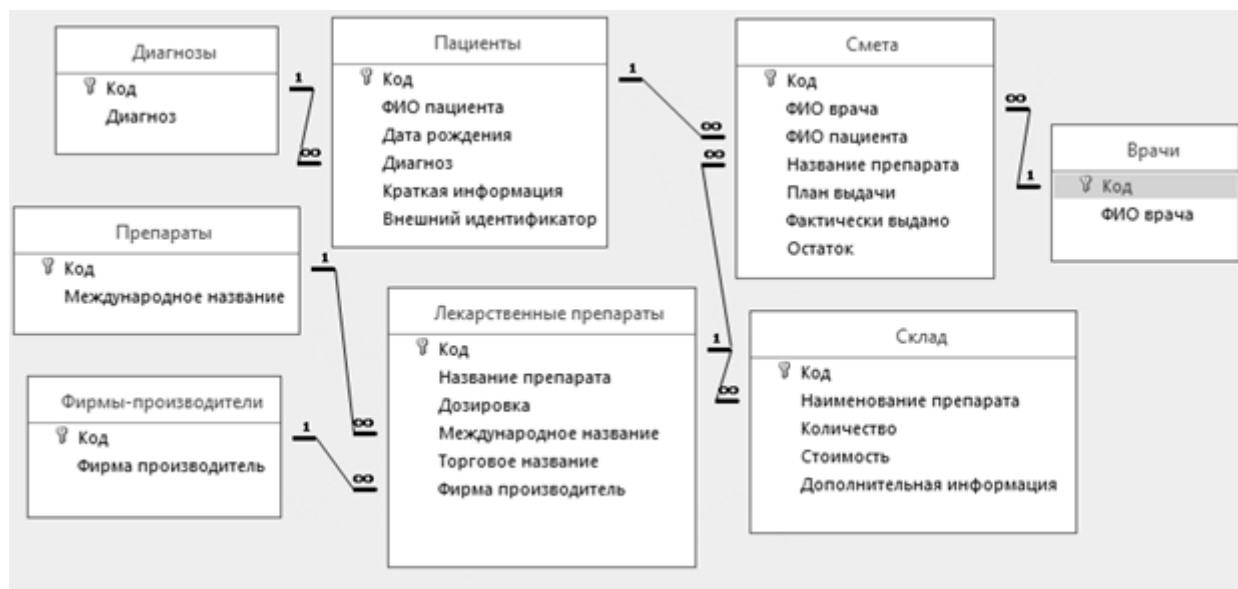 Диагнозы
Код
Диагноз
Пациенты
Код
ФИО пациента
Дата рождения
Диагноз
Краткая информация
Внешний идентификатор
Смета
Код
ФИО врача
ФИО пациента
Название препарата
План выдачи
Фактически выдано
Остаток
Врачи
Код
ФИО врача
Препараты
Код
Международное название
Фирмы-производители
Код
Фирма производитель
Лекарственные препараты
Код
Название препарата
Дозировка
Международное название
Торговое название
Фирма производитель
Склад
Код
Наименование препарата
Количество
Стоимость
Дополнительная информация
1
∞
1
∞
∞
∞
1
1
∞
1
∞
1
∞